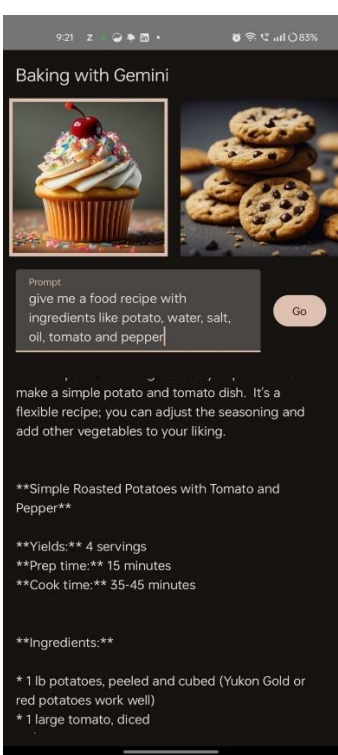 9:21 Z
83%
Baking with Gemini
Prompt
give me a food recipe with
ingredients like potato, water, salt,
oil, tomato and pepper
Go
make a simple potato and tomato dish. It's a
flexible recipe; you can adjust the seasoning and
add other vegetables to your liking.
**Simple Roasted Potatoes with Tomato and
Pepper**
**Yields:** 4 servings
**Prep time:** 15 minutes
**Cook time:** 35-45 minutes
**Ingredients:**
* 1 lb potatoes, peeled and cubed (Yukon Gold or
red potatoes work well)
* 1 large tomato, diced